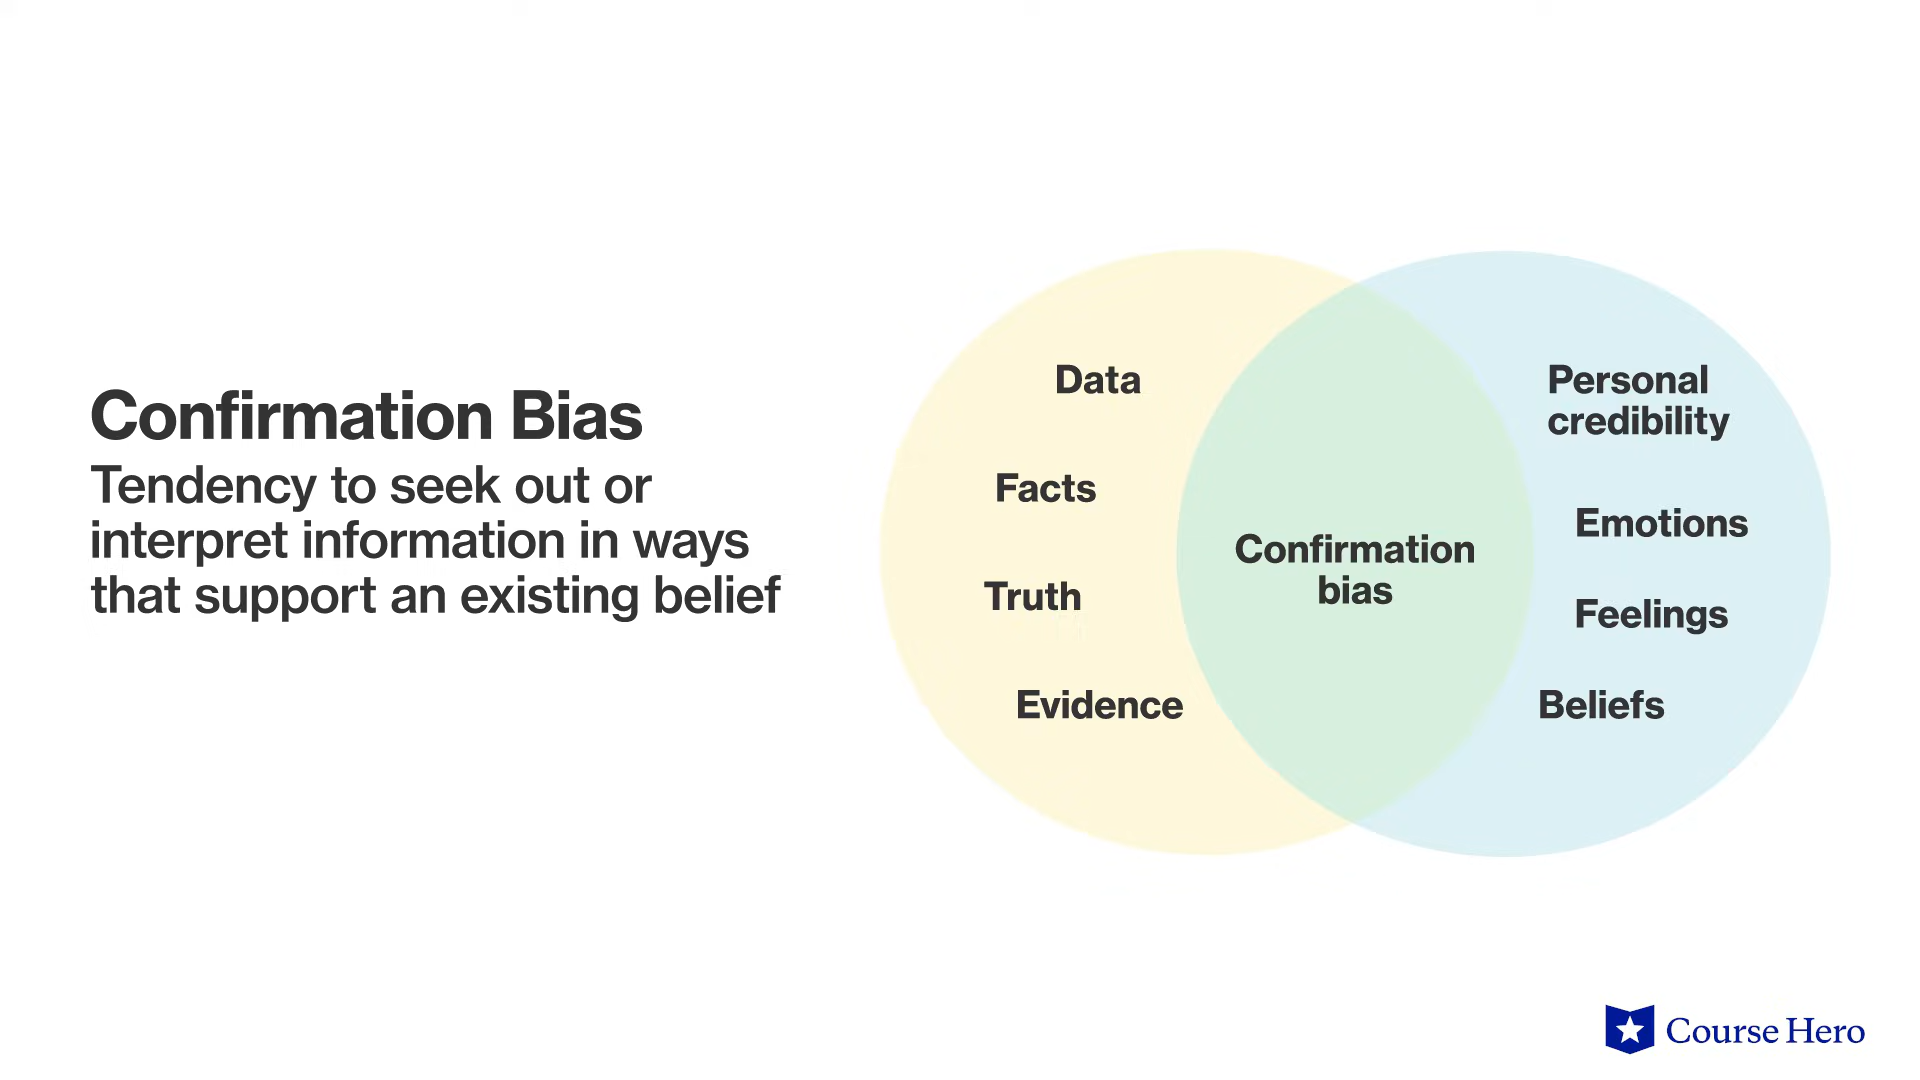 Confirmation Bias
Tendency to seek out or
interpret information in ways
that support an existing belief
Data
Facts
Truth
Evidence
Confirmation
bias
Personal
credibility
Emotions
Feelings
Beliefs
Course Hero